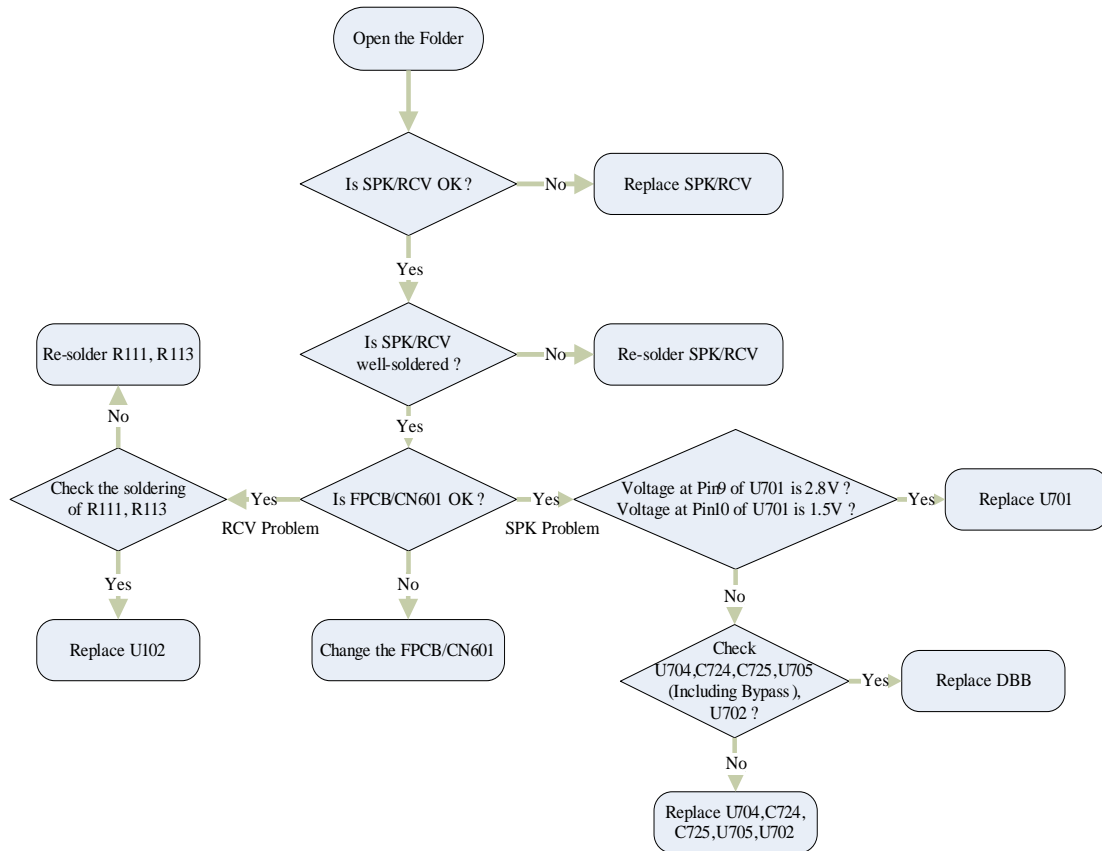 Open the Folder
Is SPK/RCV OK ?
No
Replace SPK/RCV
Yes
Is SPK/RCV
well-soldered ?
No
Re-solder SPK/RCV
Re-solder R111, R113
No
Yes
Check the soldering
of R111, R113
Yes
RCV Problem
Is FPCB/CN601 OK ?
Yes
SPK Problem
Voltage at Pin9 of U701 is 2.8V ?
Voltage at Pin10 of U701 is 1.5V ?
Yes
Replace U701
Yes
No
No
Replace U102
Change the FPCB/CN601
Check
U704,C724,C725,U705
(Including Bypass),
U702 ?
Yes
Replace DBB
No
Replace U704,C724,
C725,U705,U702